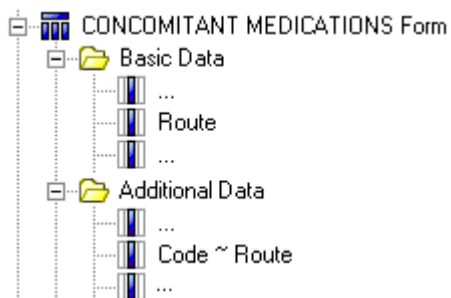 CONCOMITANT MEDICATIONS Form
Basic Data
...
Route
...
Additional Data
...
Code ~ Route
...